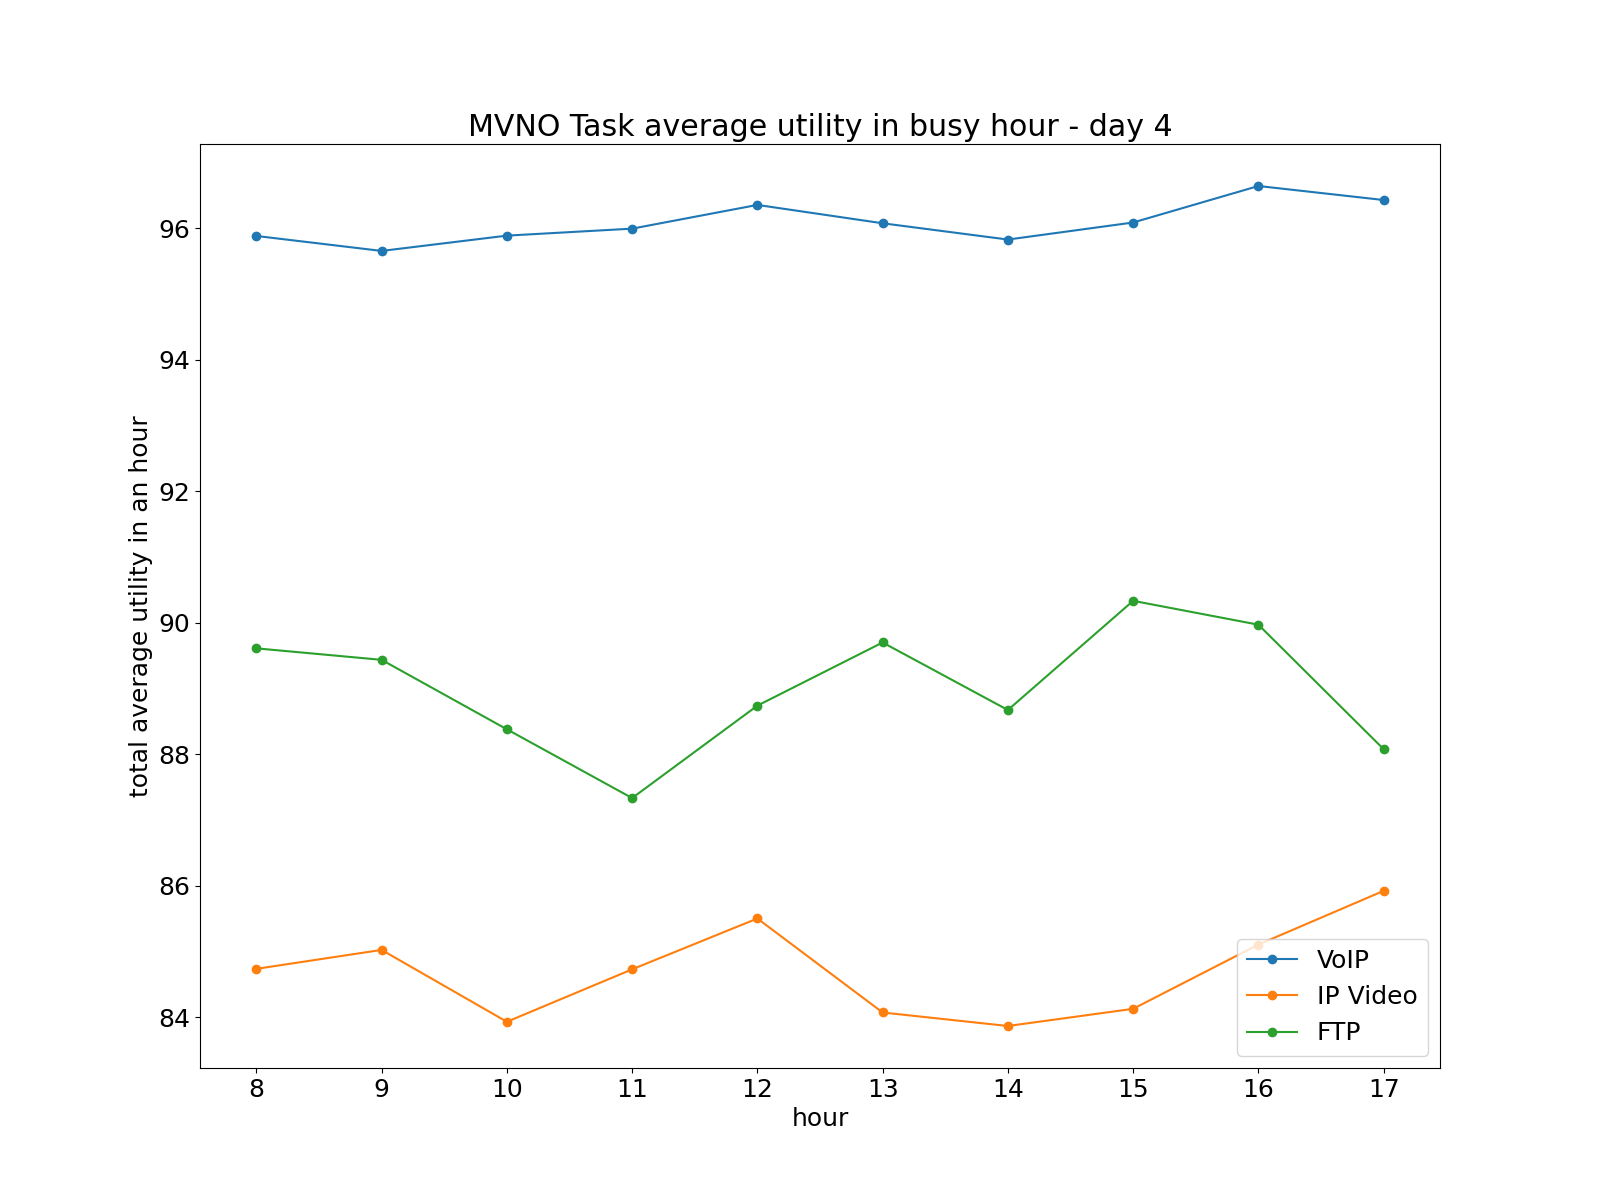 MVNO Task average utility in busy hour - day 4
total average utility in an hour
96
94
92
90
88
86
84
VoIP
IP Video
FTP
8 9 10 11 12 13 14 15 16 17
hour